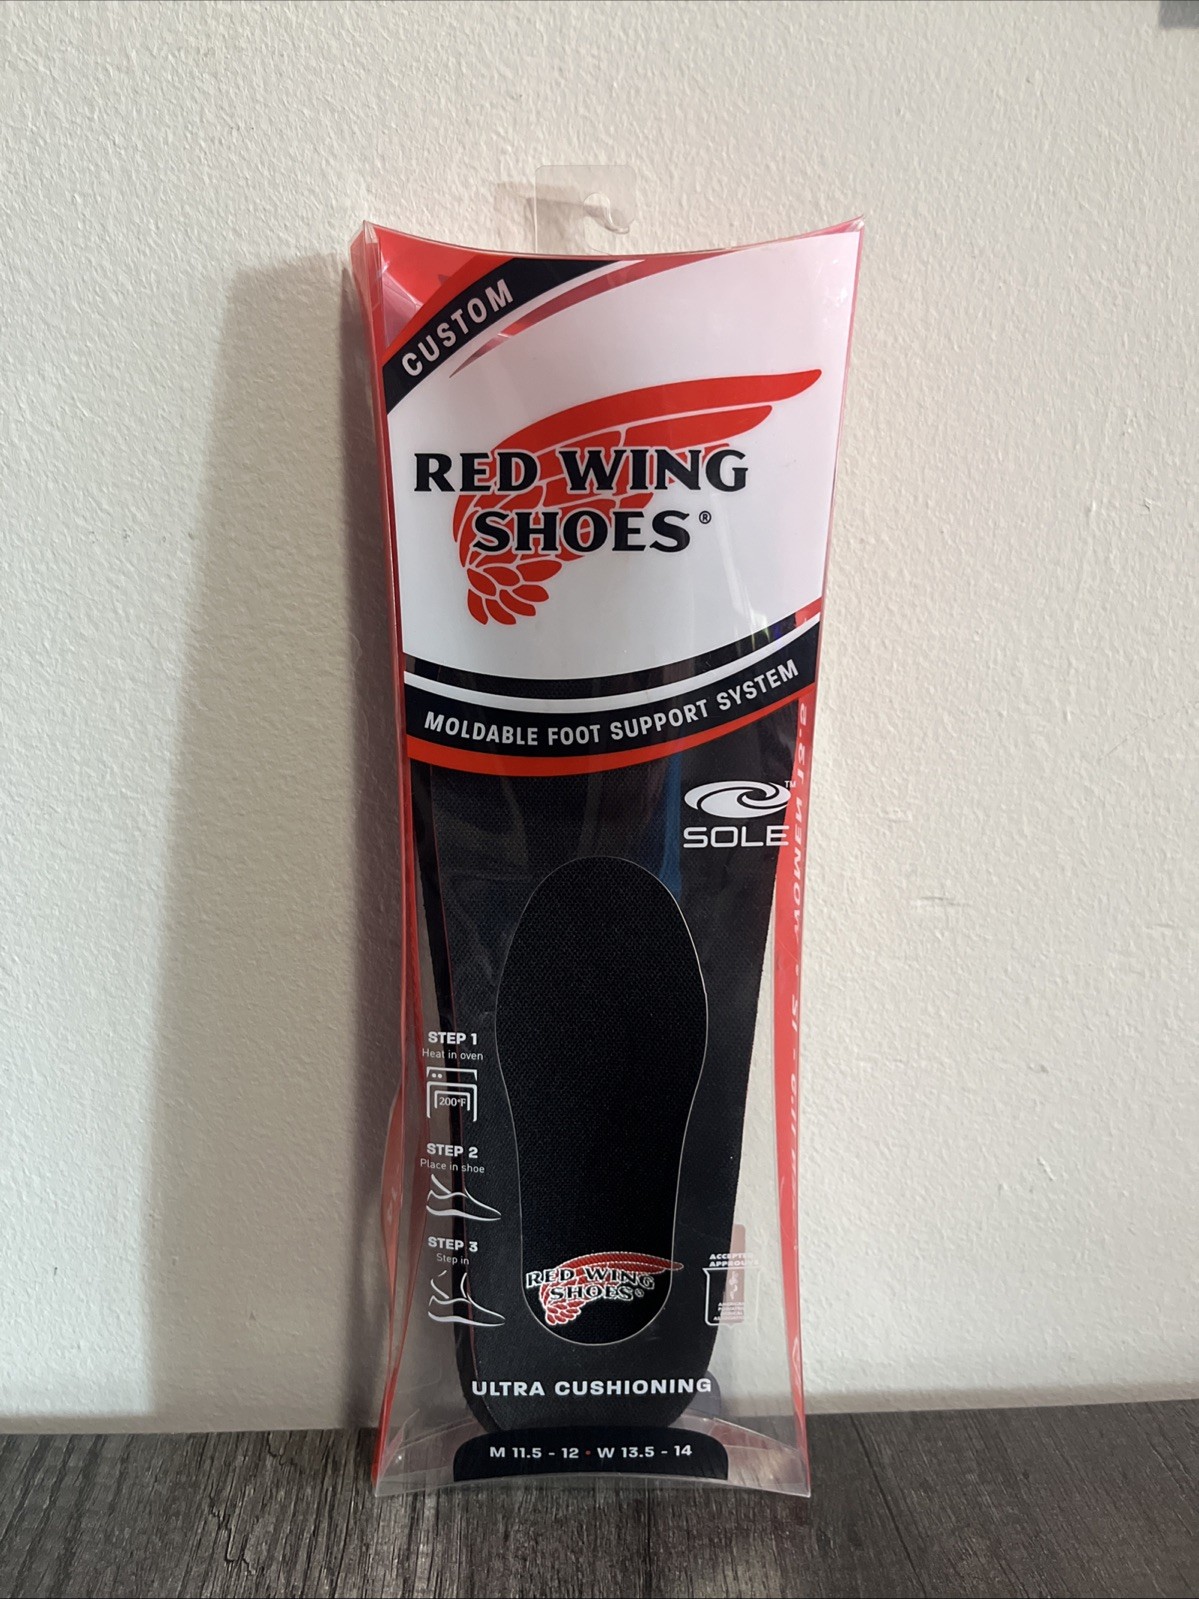 CUSTOM
RED WING
SHOES®
MOLDABLE FOOT SUPPORT SYSTEM
SOLE™
STEP 1
Heat in oven
200°F
STEP 2
Place in shoe
STEP 3
Step in
RED WING
SHOES®
ULTRA CUSHIONING
M 11.5 - 12 • W 13.5 - 14